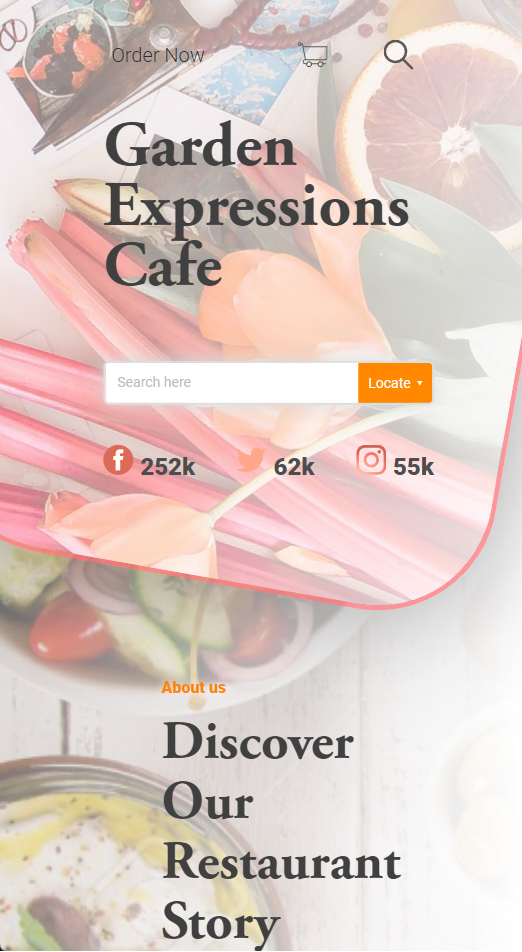 Order Now
Garden
Expressions
Cafe
Search here
Locate
252k
62k
55k
About us
Discover
Our
Restaurant
Story